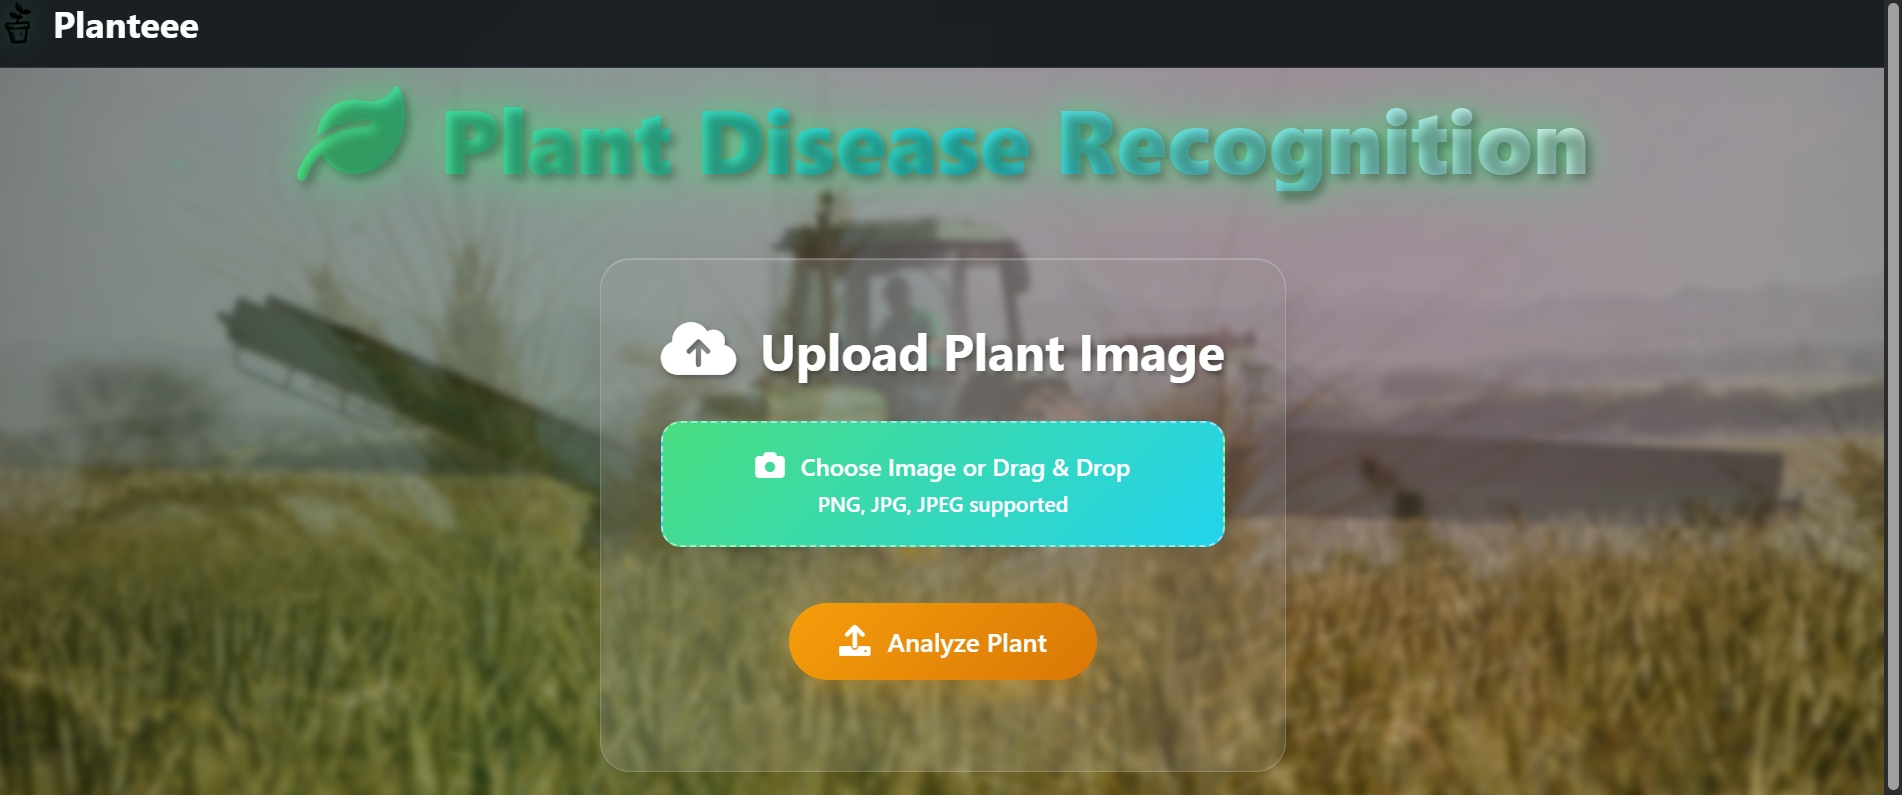 Planteee
Plant Disease Recognition
Upload Plant Image
Choose Image or Drag & Drop
PNG, JPG, JPEG supported
Analyze Plant